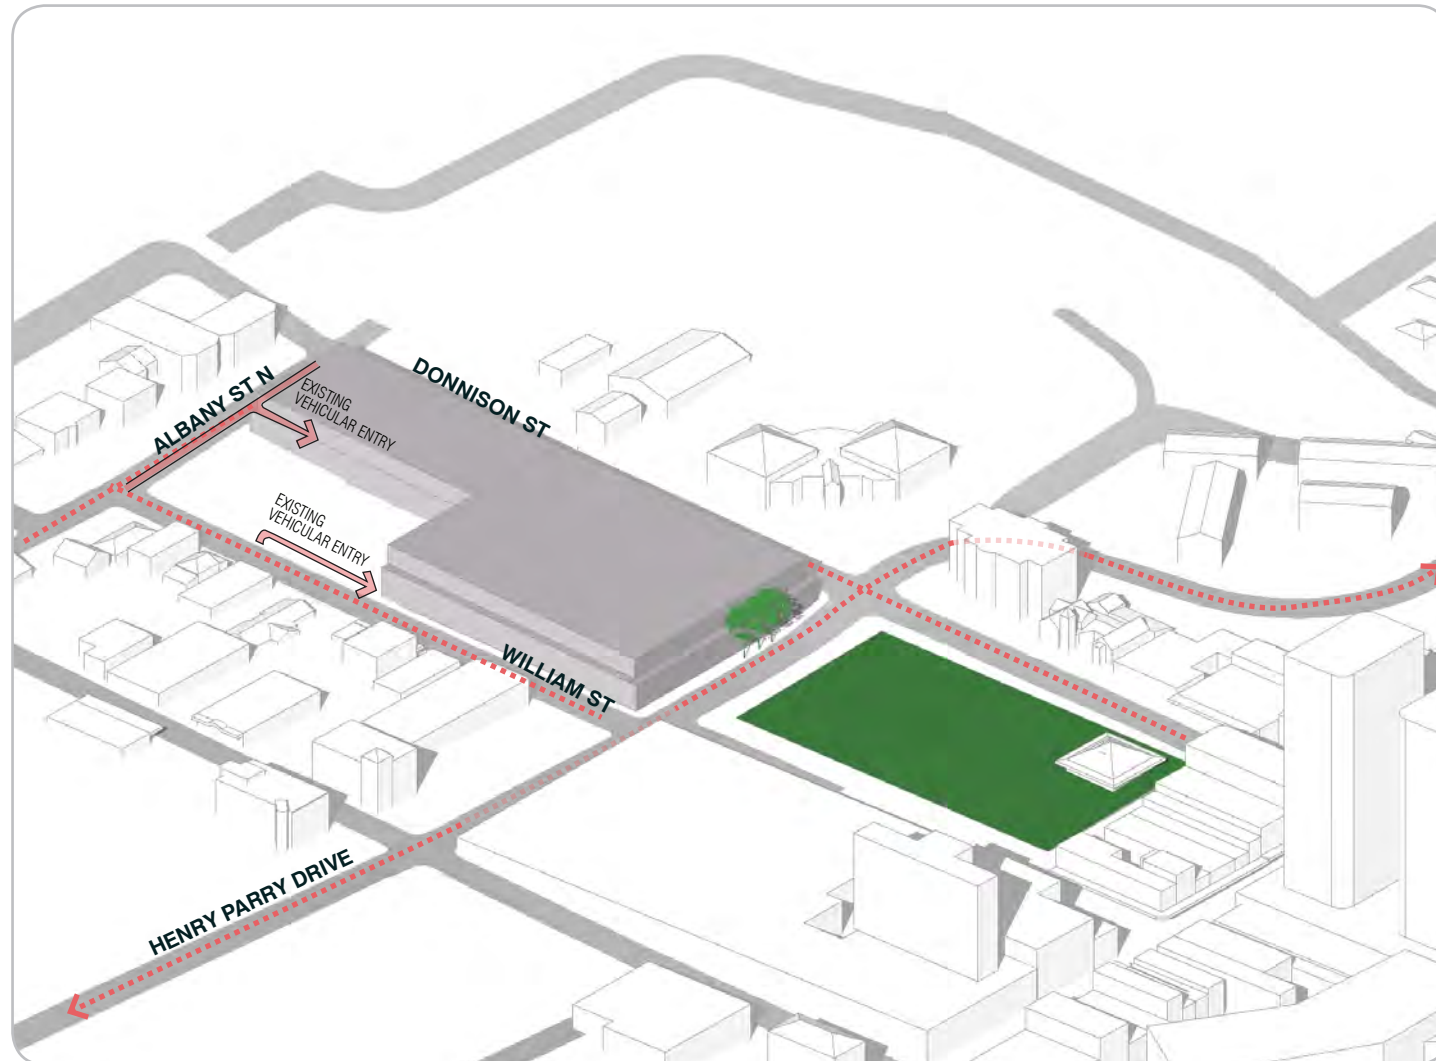 DONNISON ST
ALBANY ST N
EXISTING
VEHICULAR ENTRY
EXISTING
VEHICULAR ENTRY
WILLIAM ST
HENRY PARRY DRIVE